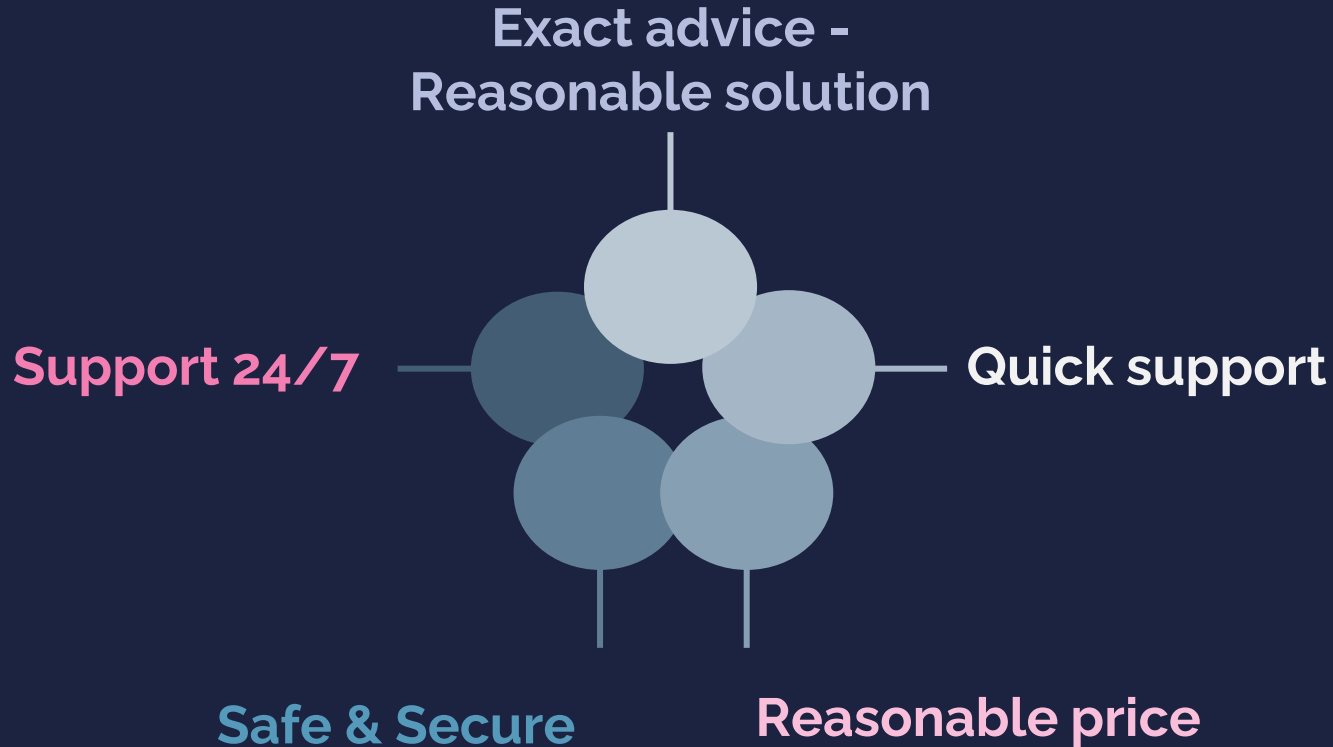 Exact advice -
Reasonable solution
Support 24/7
Quick support
Safe & Secure
Reasonable price